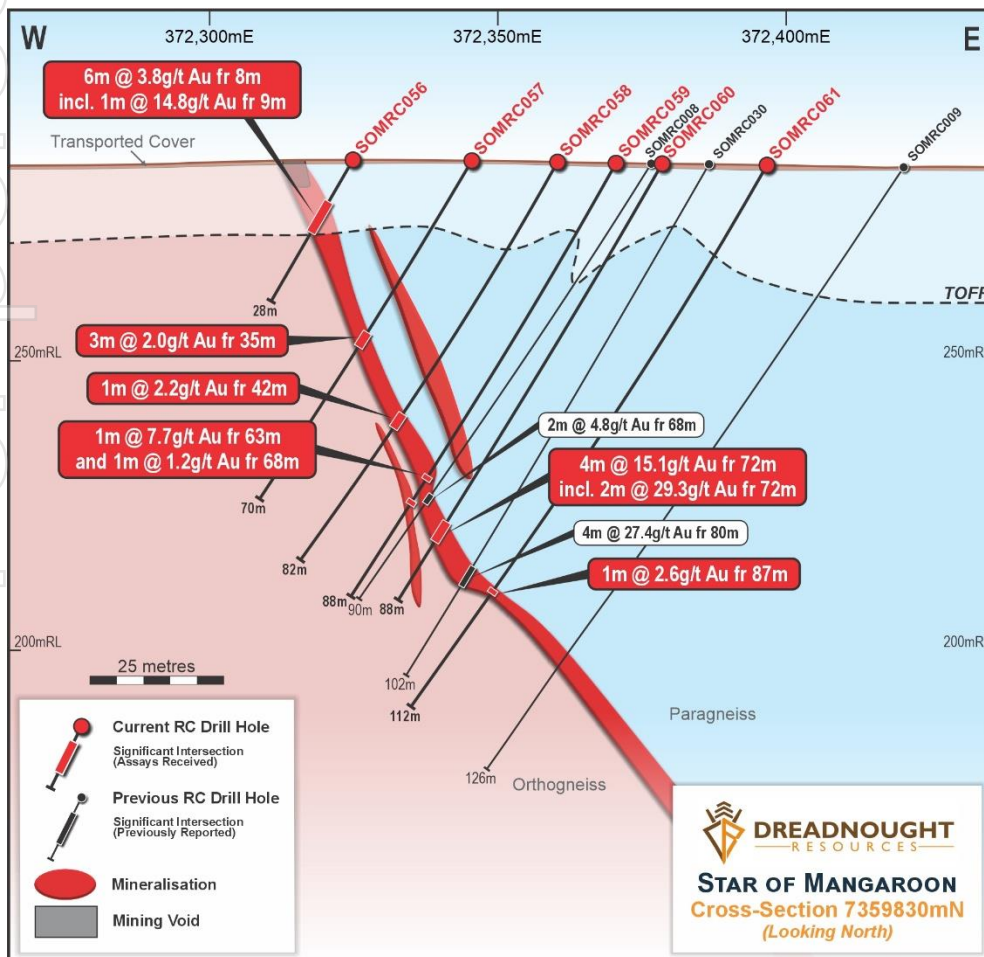 W
372,300mE
372,350mE
372,400mE
E
6m @ 3.8g/t Au fr 8m
incl. 1m @ 14.8g/t Au fr 9m
Transported Cover
SOMRC056
SOMRC057
SOMRC058
SOMRC059
SOMRC008
SOMRC060
SOMRC030
SOMRC061
SOMRC009
28m
TOFR
3m @ 2.0g/t Au fr 35m
250mRL
250mRL
1m @ 2.2g/t Au fr 42m
1m @ 7.7g/t Au fr 63m
and 1m @ 1.2g/t Au fr 68m
2m @ 4.8g/t Au fr 68m
4m @ 15.1g/t Au fr 72m
incl. 2m @ 29.3g/t Au fr 72m
4m @ 27.4g/t Au fr 80m
1m @ 2.6g/t Au fr 87m
70m
82m
88m
90m
88m
200mRL
200mRL
102m
112m
126m
25 metres
Paragneiss
Orthogneiss
Current RC Drill Hole
Significant Intersection
(Assays Received)
Previous RC Drill Hole
Significant Intersection
(Previously Reported)
Mineralisation
Mining Void
DREADNOUGHT
RESOURCES
STAR OF MANGAROON
Cross-Section 7359830mN
(Looking North)